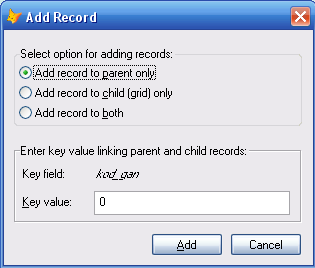 Add Record
Select option for adding records:
Add record to parent only
Add record to child (grid) only
Add record to both
Enter key value linking parent and child records:
Key field: kod_gan
Key value: 0
Add Cancel